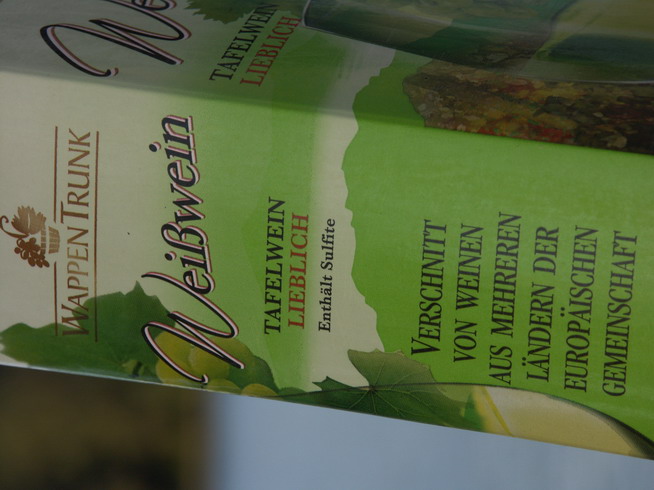 WAPPENTRUNK
Weißwein
TAFELWEIN
LIEBLICH
Enthält Sulfite
VERSCHNITT
VON WEINEN
AUS MEHREREN
LÄNDERN DER
EUROPÄISCHEN
GEMEINSCHAFT
TAFELWEIN
LIEBLICH